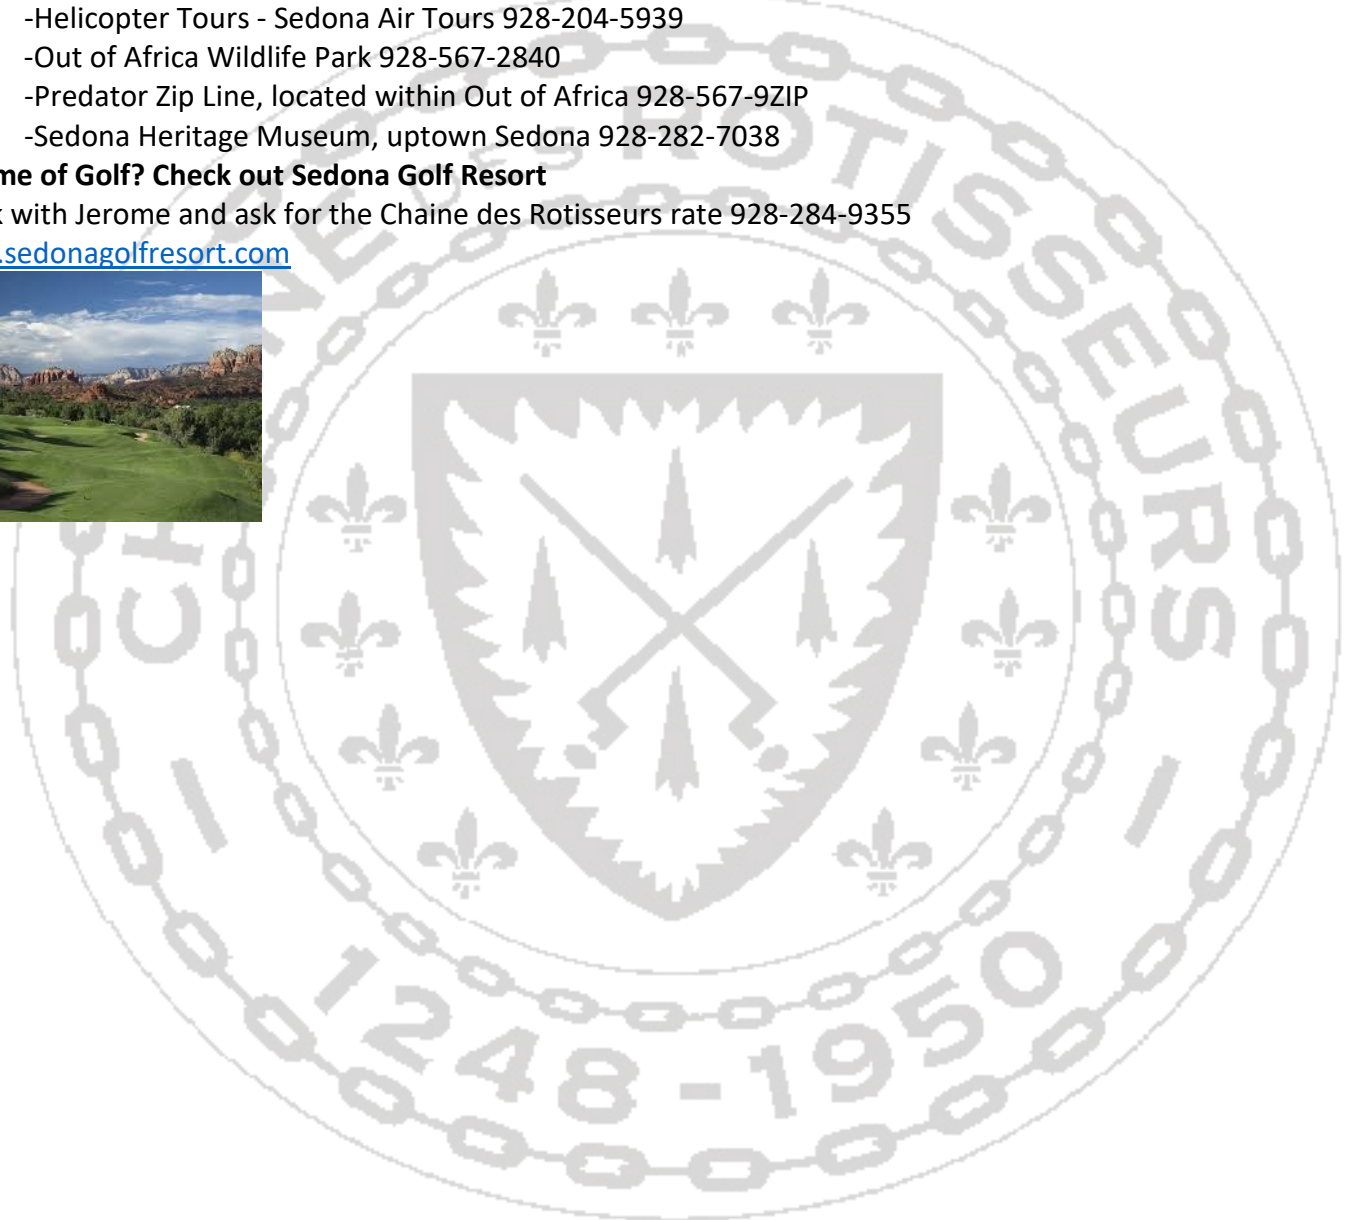 -Helicopter Tours - Sedona Air Tours 928-204-5939
-Out of Africa Wildlife Park 928-567-2840
-Predator Zip Line, located within Out of Africa 928-567-9ZIP
-Sedona Heritage Museum, uptown Sedona 928-282-7038
me of Golf? Check out Sedona Golf Resort
k with Jerome and ask for the Chaine des Rotisseurs rate 928-284-9355
.sedonagolfresort.com
DES ROTISSEURS
1248 - 1950